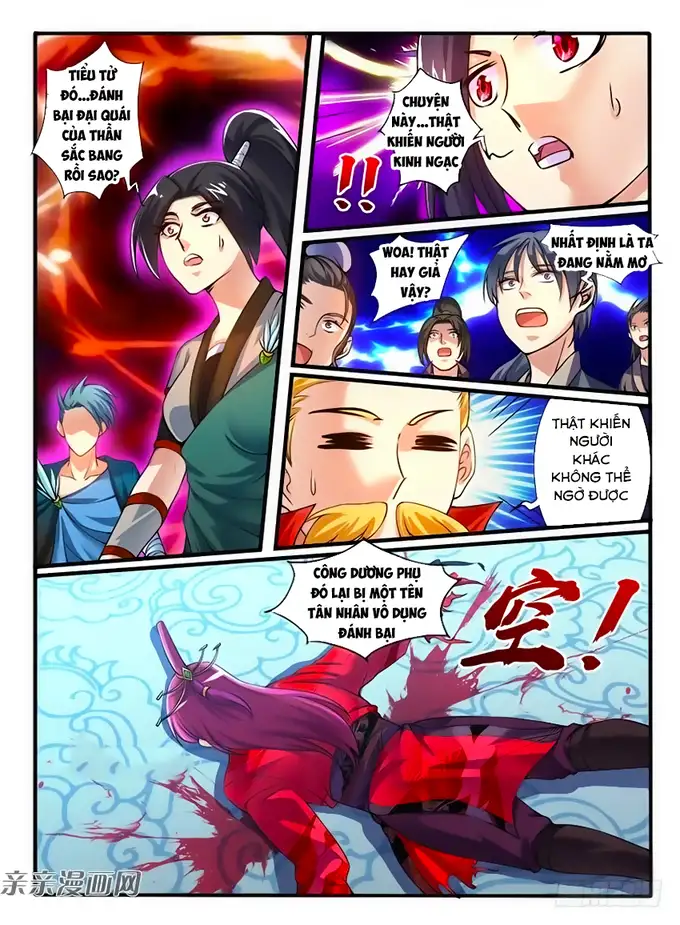 TIỂU TỬ
ĐÓ...ĐÁNH
BẠI ĐẠI QUÁI
CỦA THẦN
SẮC BANG
RỒI SAO?
CHUYỆN
NÀY...THẬT
KHIẾN NGƯỜI
KINH NGẠC
!!
WOA! THẬT
HAY GIẢ
VẬY?
NHẤT ĐỊNH LÀ TA
ĐANG NẰM MƠ
THẬT KHIẾN
NGƯỜI
KHÁC
KHÔNG THỂ
NGỜ ĐƯỢC
CÔNG DƯƠNG PHỤ
ĐÓ LẠI BỊ MỘT TÊN
TÂN NHÂN VÔ DỤNG
ĐÁNH BẠI
空!
亲亲漫画网